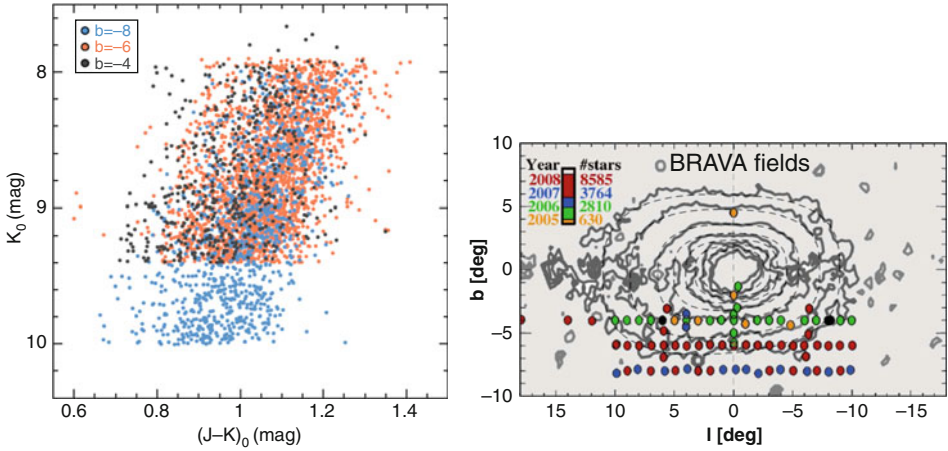 b=−8
b=−6
b=−4
8
9
10
K₀ (mag)
0.6 0.8 1 1.2 1.4
(J–K)₀ (mag)
BRAVA fields
Year #stars
2008 8585
2007 3764
2006 2810
2005 630
10
5
0
−5
−10
b [deg]
15 10 5 0 −5 −10 −15
l [deg]